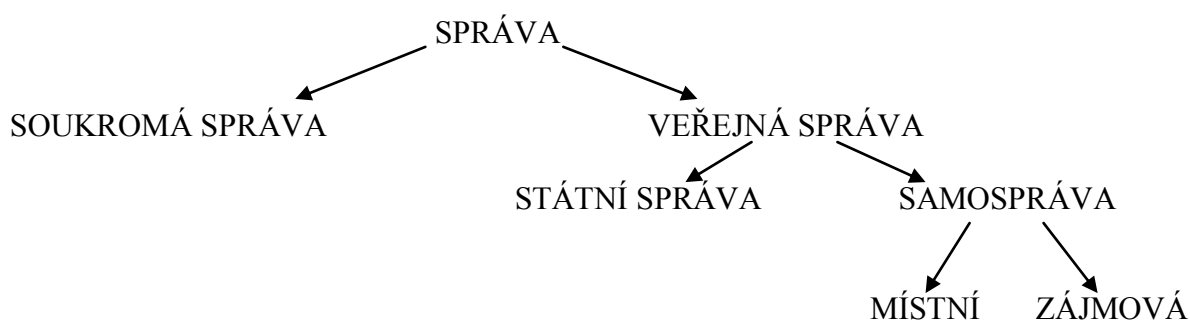 SPRÁVA
SOUKROMÁ SPRÁVA VEŘEJNÁ SPRÁVA
STÁTNÍ SPRÁVA SAMOSPRÁVA
MÍSTNÍ ZÁJMOVÁ